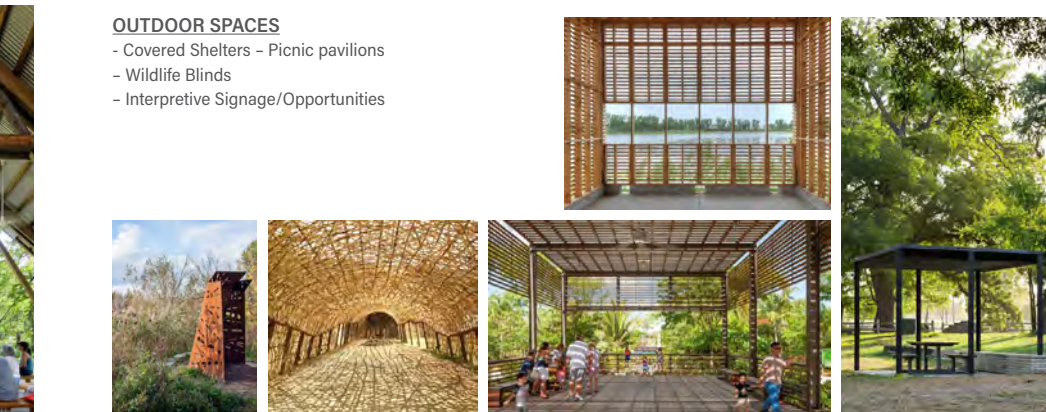 OUTDOOR SPACES
- Covered Shelters – Picnic pavilions
– Wildlife Blinds
– Interpretive Signage/Opportunities